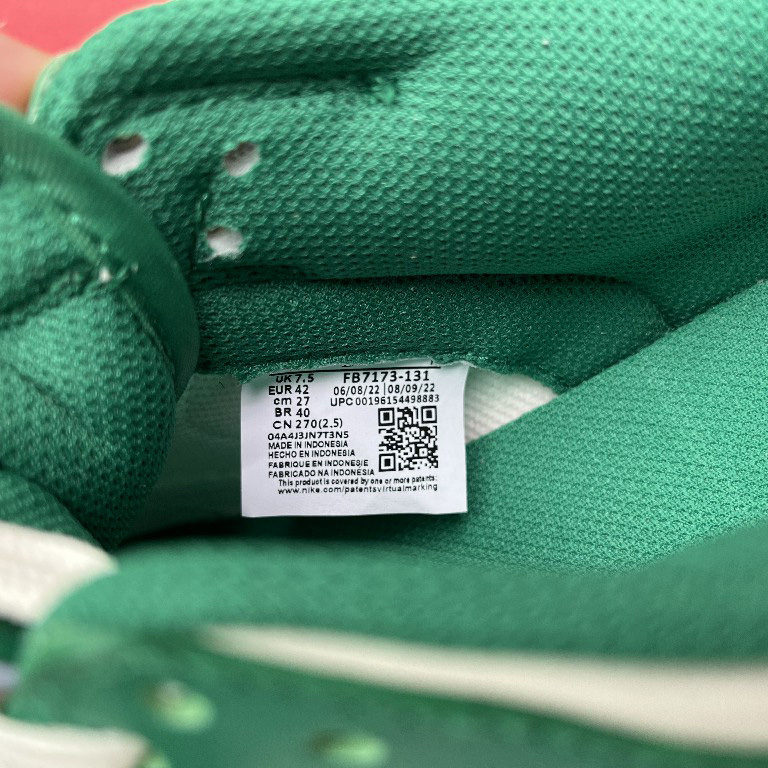 UK 7.5 FB7173-131
EUR 42 06/08/22 | 08/09/22
cm 27 UPC 00196154498883
BR 40
CN 270(2.5)
04A4J3JN7T3N5
MADE IN INDONESIA
HECHO EN INDONESIA
FABRIQUE EN INDONESIE
FABRICADO NA INDONESIA
This product is covered by one or more patents:
www.nike.com/patentsvirtualmarking